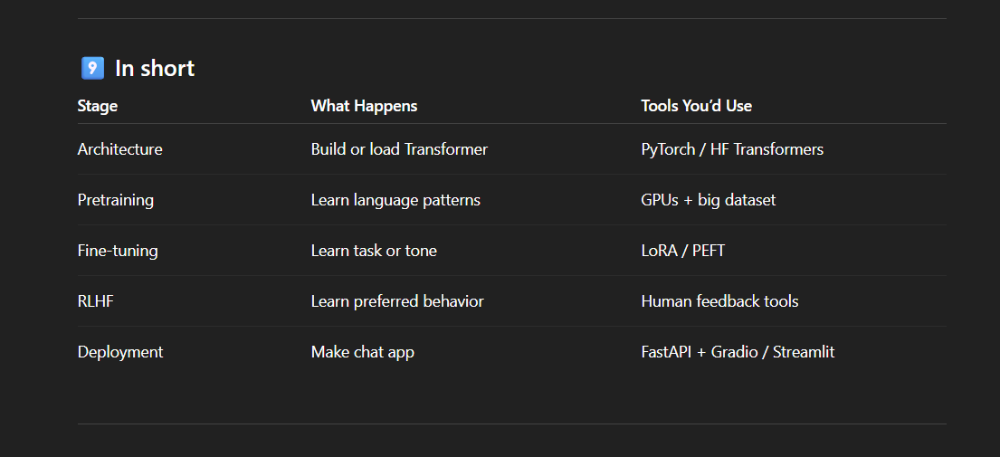 9 In short
Stage What Happens Tools You’d Use
Architecture Build or load Transformer PyTorch / HF Transformers
Pretraining Learn language patterns GPUs + big dataset
Fine-tuning Learn task or tone LoRA / PEFT
RLHF Learn preferred behavior Human feedback tools
Deployment Make chat app FastAPI + Gradio / Streamlit